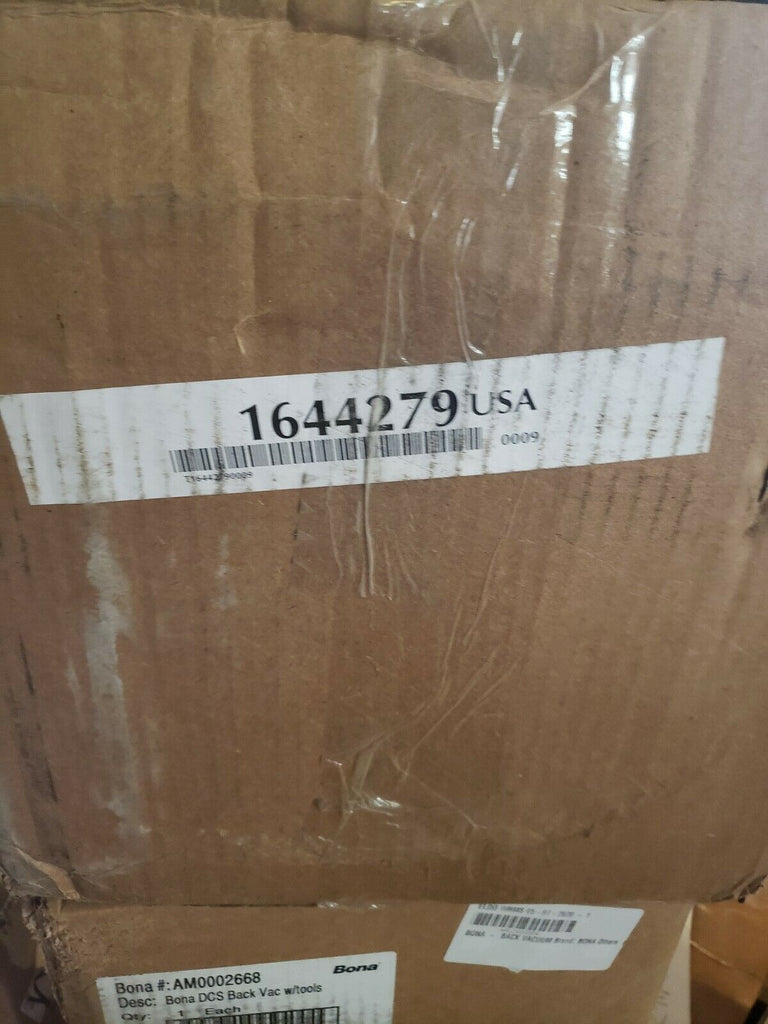 1644279 USA
0009
T16442790009
BONA - BACK VACUUM Brand: BONA Others
Bona
Bona #: AM0002668
Desc: Bona DCS Back Vac w/tools
Qty: 1 Each